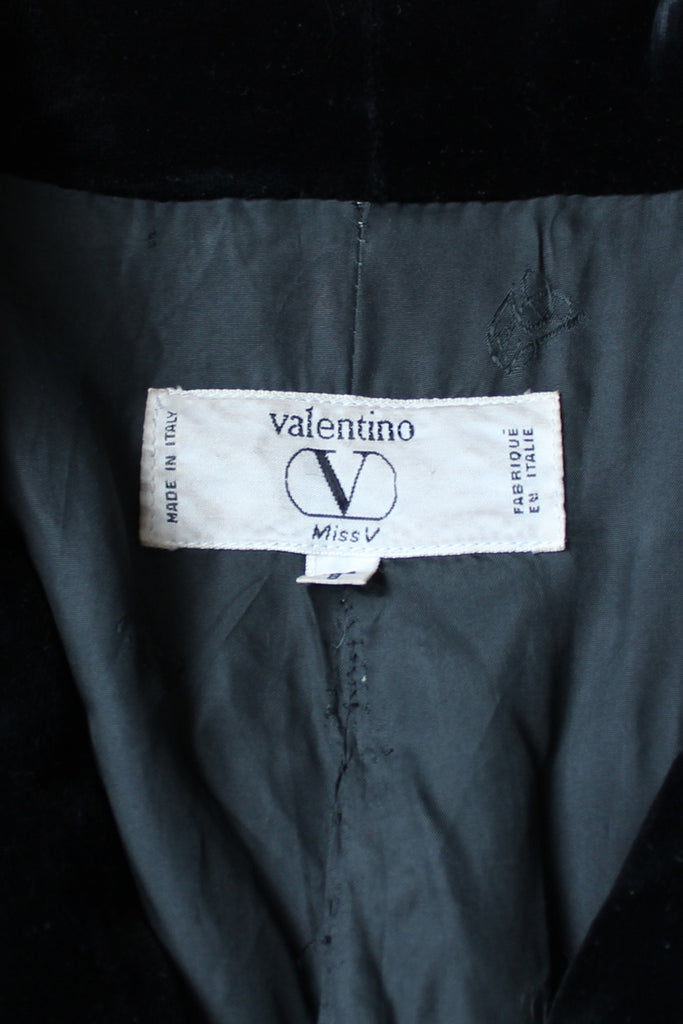 valentino
V
Miss V
MADE IN ITALY
FABRIQUE
EN ITALIE